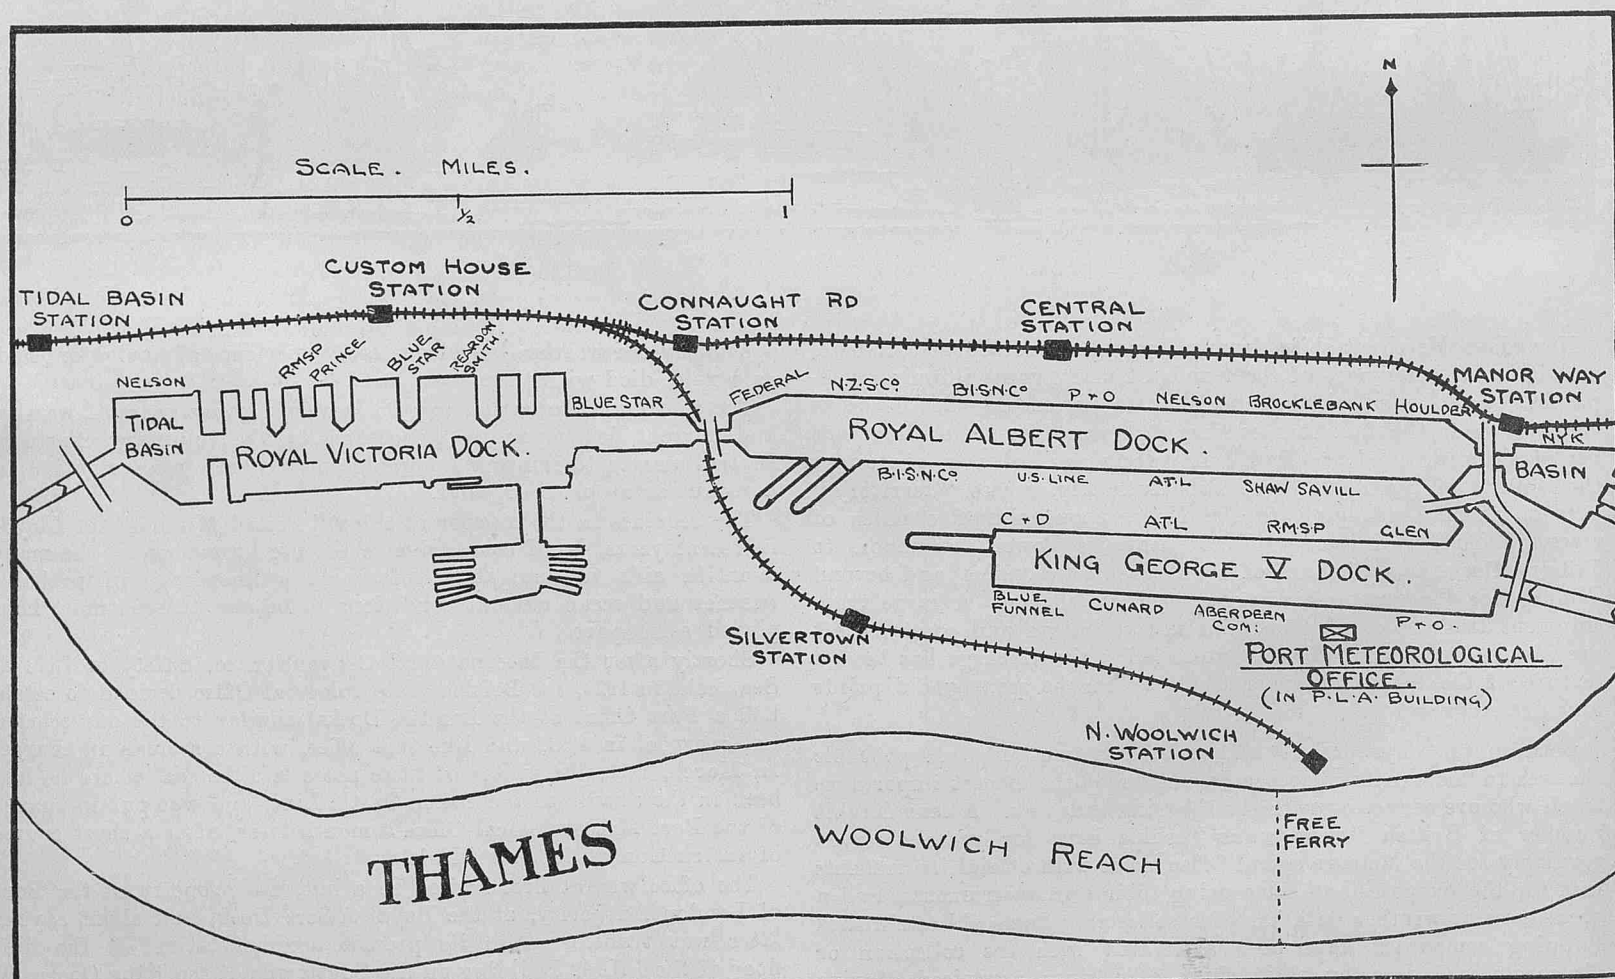 N
SCALE. MILES.
0 ½ 1
CUSTOM HOUSE
STATION
TIDAL BASIN
STATION
CONNAUGHT RD
STATION
CENTRAL
STATION
MANOR WAY
STATION
NELSON
RMSP
PRINCE
BLUE
STAR
REARDON
SMITH.
BLUE STAR
FEDERAL
N.Z.S.Co
B.I.S.N.Co
P + O
NELSON
BROCKLEBANK
HOULDER
NYK
TIDAL
BASIN
ROYAL VICTORIA DOCK.
ROYAL ALBERT DOCK.
BASIN
B.I.S.N.Co
U.S. LINE
A.T.L
SHAW SAVILL
C + D
A.T.L
R.M.S.P
GLEN
KING GEORGE V DOCK.
BLUE
FUNNEL
CUNARD
ABERDEEN
COM:
P + O.
SILVERTOWN
STATION
PORT METEOROLOGICAL
OFFICE.
(IN P.L.A. BUILDING)
N. WOOLWICH
STATION
THAMES
WOOLWICH REACH
FREE
FERRY